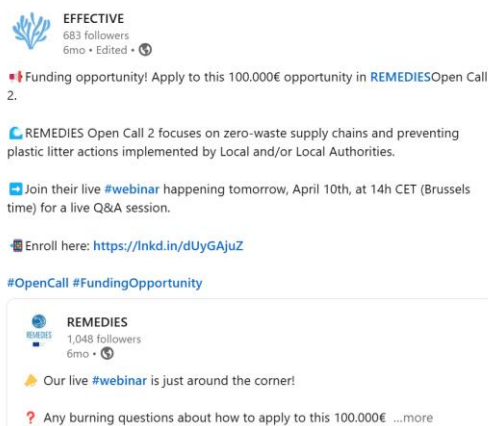 EFFECTIVE
683 followers
6mo • Edited •
Funding opportunity! Apply to this 100.000€ opportunity in REMEDIESOpen Call
2.
REMEDIES Open Call 2 focuses on zero-waste supply chains and preventing
plastic litter actions implemented by Local and/or Local Authorities.
Join their live #webinar happening tomorrow, April 10th, at 14h CET (Brussels
time) for a live Q&A session.
Enroll here: https://lnkd.in/dUyGAjuZ
#OpenCall #FundingOpportunity
REMEDIES
REMEDIES
1,048 followers
6mo •
Our live #webinar is just around the corner!
Any burning questions about how to apply to this 100.000€ ...more